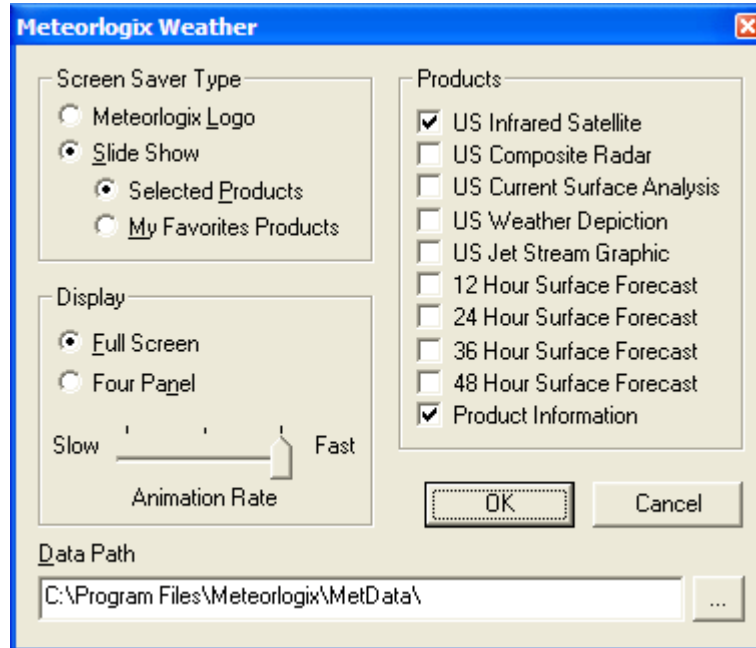 Meteorlogix Weather
Screen Saver Type
Meteorlogix Logo
Slide Show
Selected Products
My Favorites Products
Display
Full Screen
Four Panel
Slow
Fast
Animation Rate
Products
US Infrared Satellite
US Composite Radar
US Current Surface Analysis
US Weather Depiction
US Jet Stream Graphic
12 Hour Surface Forecast
24 Hour Surface Forecast
36 Hour Surface Forecast
48 Hour Surface Forecast
Product Information
OK
Cancel
Data Path
C:\Program Files\Meteorlogix\MetData\
...